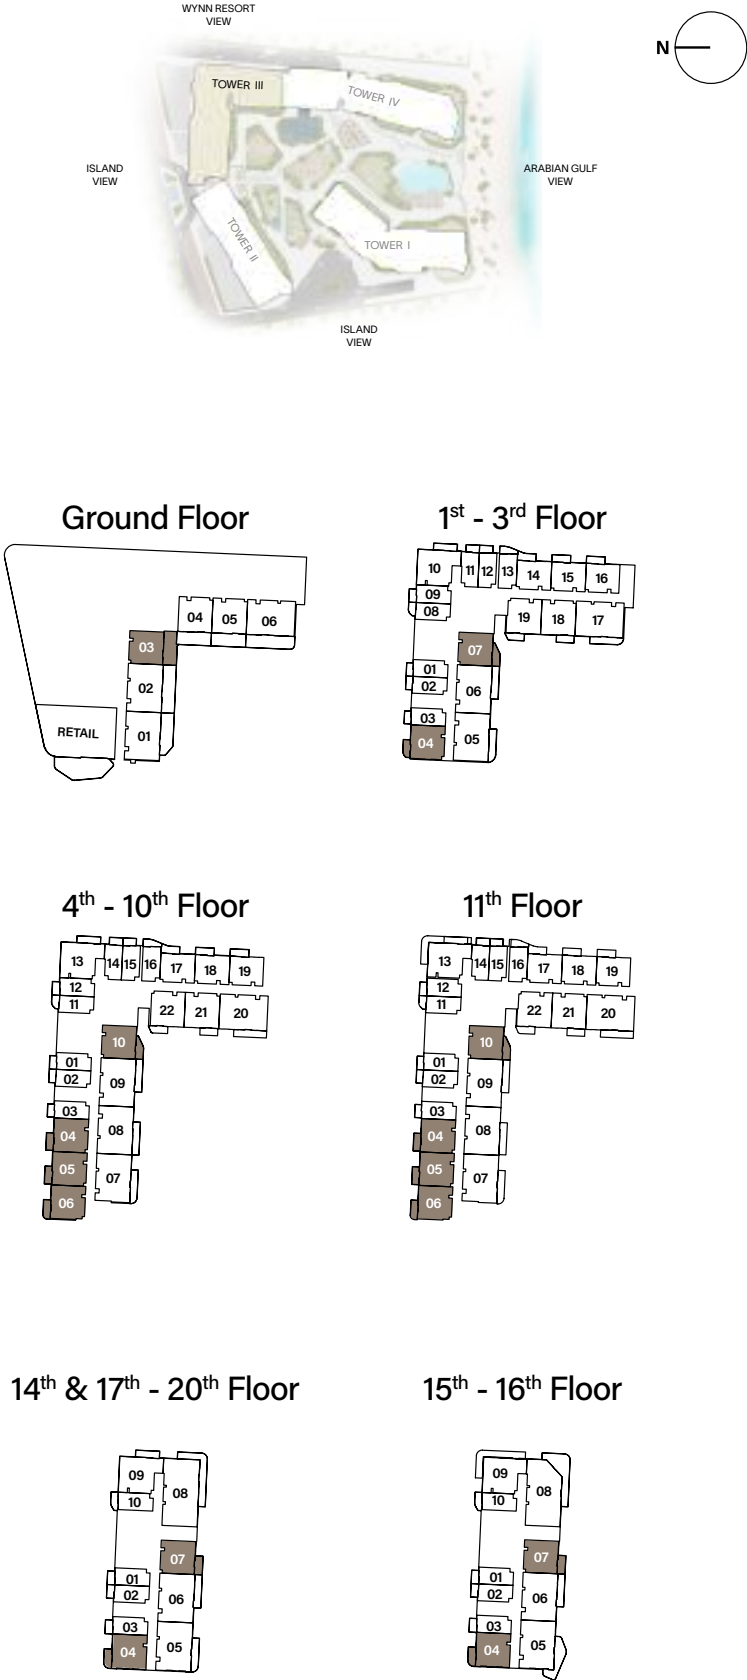 WYNN RESORT
VIEW
N
TOWER III
TOWER IV
ISLAND
VIEW
ARABIAN GULF
VIEW
TOWER II
TOWER I
ISLAND
VIEW
Ground Floor
04 05 06
03
02
RETAIL
01
1st - 3rd Floor
10 11 12 13 14 15 16
09
08
19 18 17
07
01
02
06
03
04
05
4th - 10th Floor
13 14 15 16 17 18 19
12
11
22 21 20
10
01
02
09
03
04
08
05
06
07
11th Floor
13 14 15 16 17 18 19
12
11
22 21 20
10
01
02
09
03
04
08
05
06
07
14th & 17th - 20th Floor
09
08
10
07
01
02
06
03
04
05
15th - 16th Floor
09
08
10
07
01
02
06
03
04
05